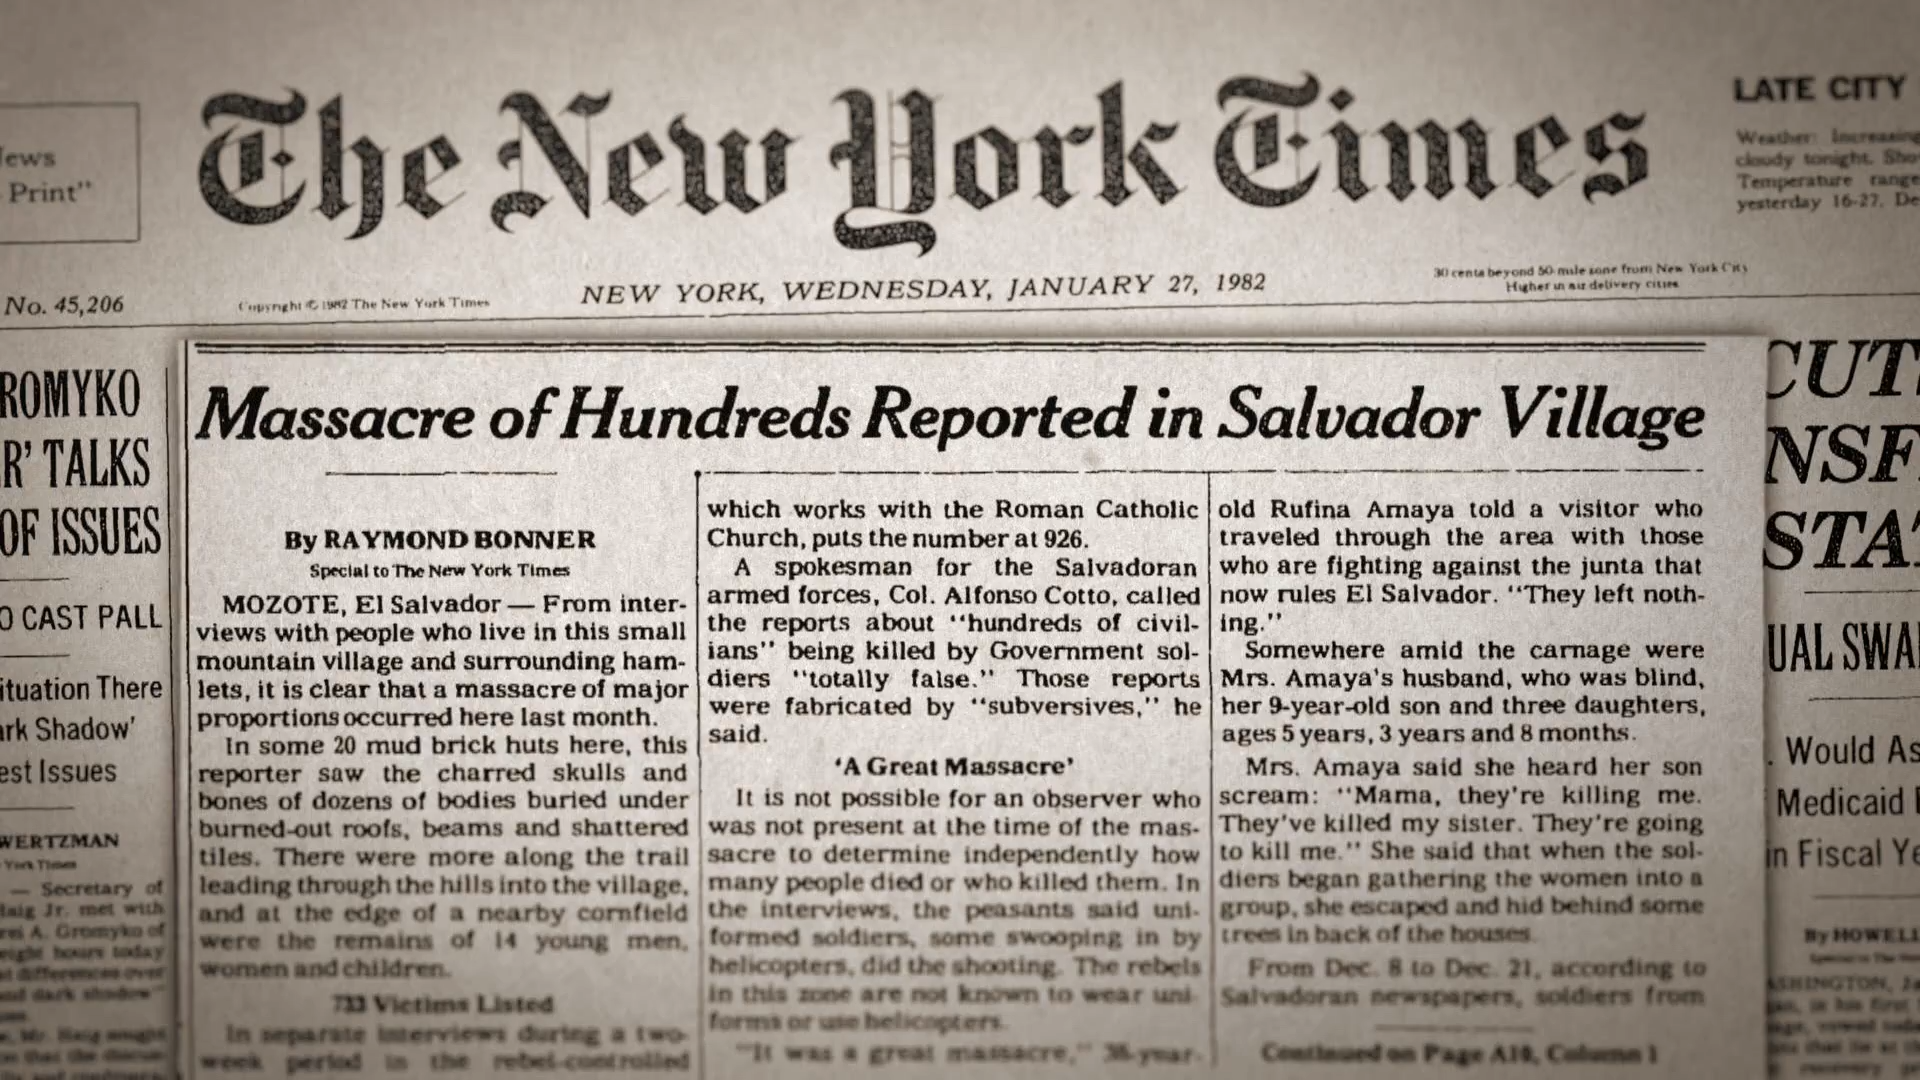 News
Print"
The New York Times
LATE CITY
Weather: Increasing
cloudy tonight. Sho
Temperature range
yesterday 16-27. De
No. 45,206
Copyright © 1982 The New York Times
NEW YORK, WEDNESDAY, JANUARY 27, 1982
30 cents beyond 50-mile zone from New York City
Higher in air delivery cities
ROMYKO
R' TALKS
OF ISSUES
O CAST PALL
ituation There
ark Shadow'
est Issues
WERTZMAN
York Times
— Secretary of
Haig Jr. met with
rei A. Gromyko of
eight hours today
at differences over
and dark shadow"
Massacre of Hundreds Reported in Salvador Village
By RAYMOND BONNER
Special to The New York Times
MOZOTE, El Salvador — From inter-
views with people who live in this small
mountain village and surrounding ham-
lets, it is clear that a massacre of major
proportions occurred here last month.
In some 20 mud brick huts here, this
reporter saw the charred skulls and
bones of dozens of bodies buried under
burned-out roofs, beams and shattered
tiles. There were more along the trail
leading through the hills into the village,
and at the edge of a nearby cornfield
were the remains of 14 young men,
women and children.
733 Victims Listed
In separate interviews during a two-
week period in the rebel-controlled
which works with the Roman Catholic
Church, puts the number at 926.
A spokesman for the Salvadoran
armed forces, Col. Alfonso Cotto, called
the reports about "hundreds of civil-
ians" being killed by Government sol-
diers "totally false." Those reports
were fabricated by "subversives," he
said.
'A Great Massacre'
It is not possible for an observer who
was not present at the time of the mas-
sacre to determine independently how
many people died or who killed them. In
the interviews, the peasants said uni-
formed soldiers, some swooping in by
helicopters, did the shooting. The rebels
in this zone are not known to wear uni-
forms or use helicopters.
"It was a great massacre," 38-year-
old Rufina Amaya told a visitor who
traveled through the area with those
who are fighting against the junta that
now rules El Salvador. "They left noth-
ing."
Somewhere amid the carnage were
Mrs. Amaya's husband, who was blind,
her 9-year-old son and three daughters,
ages 5 years, 3 years and 8 months.
Mrs. Amaya said she heard her son
scream: "Mama, they're killing me.
They've killed my sister. They're going
to kill me." She said that when the sol-
diers began gathering the women into a
group, she escaped and hid behind some
trees in back of the houses.
From Dec. 8 to Dec. 21, according to
Salvadoran newspapers, soldiers from
Continued on Page A10, Column 1
CUT
NSF
STA
UAL SWA
. Would As
Medicaid
in Fiscal Ye
By HOWELL